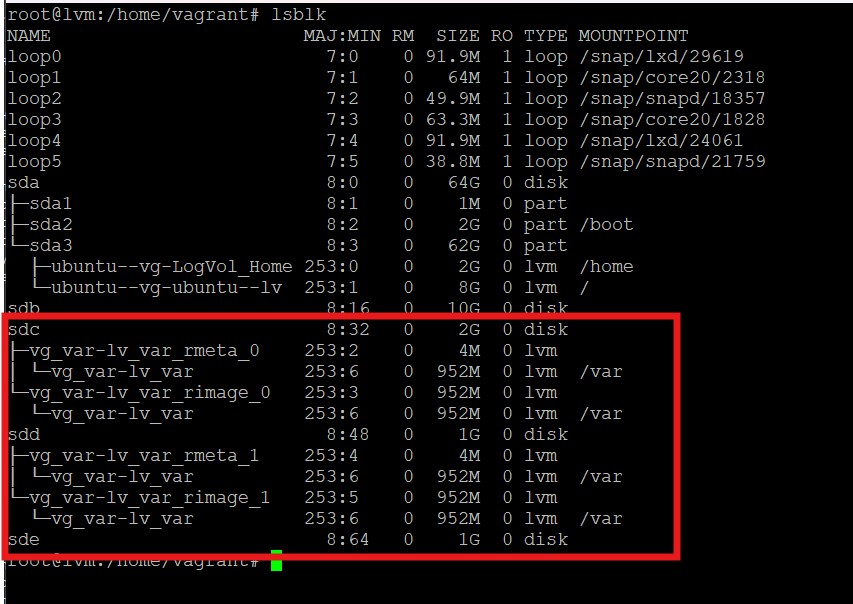 root@lvm:/home/vagrant# lsblk
NAME                       MAJ:MIN RM   SIZE RO TYPE MOUNTPOINT
loop0                        7:0    0  91.9M  1 loop /snap/lxd/29619
loop1                        7:1    0    64M  1 loop /snap/core20/2318
loop2                        7:2    0  49.9M  1 loop /snap/snapd/18357
loop3                        7:3    0  63.3M  1 loop /snap/core20/1828
loop4                        7:4    0  91.9M  1 loop /snap/lxd/24061
loop5                        7:5    0  38.8M  1 loop /snap/snapd/21759
sda                          8:0    0    64G  0 disk
├─sda1                       8:1    0     1M  0 part
├─sda2                       8:2    0     2G  0 part /boot
└─sda3                       8:3    0    62G  0 part
  ├─ubuntu--vg-LogVol_Home 253:0    0     2G  0 lvm  /home
  └─ubuntu--vg-ubuntu--lv  253:1    0     8G  0 lvm  /
sdb                          8:16   0    10G  0 disk
sdc                          8:32   0     2G  0 disk
├─vg_var-lv_var_rmeta_0    253:2    0     4M  0 lvm
│ └─vg_var-lv_var          253:6    0   952M  0 lvm  /var
└─vg_var-lv_var_rimage_0   253:3    0   952M  0 lvm
  └─vg_var-lv_var          253:6    0   952M  0 lvm  /var
sdd                          8:48   0     1G  0 disk
├─vg_var-lv_var_rmeta_1    253:4    0     4M  0 lvm
│ └─vg_var-lv_var          253:6    0   952M  0 lvm  /var
└─vg_var-lv_var_rimage_1   253:5    0   952M  0 lvm
  └─vg_var-lv_var          253:6    0   952M  0 lvm  /var
sde                          8:64   0     1G  0 disk
root@lvm:/home/vagrant#